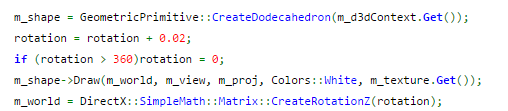 m_shape = GeometricPrimitive::CreateDodecahedron(m_d3dContext.Get());
rotation = rotation + 0.02;
if (rotation > 360)rotation = 0;
m_shape->Draw(m_world, m_view, m_proj, Colors::White, m_texture.Get());
m_world = DirectX::SimpleMath::Matrix::CreateRotationZ(rotation);